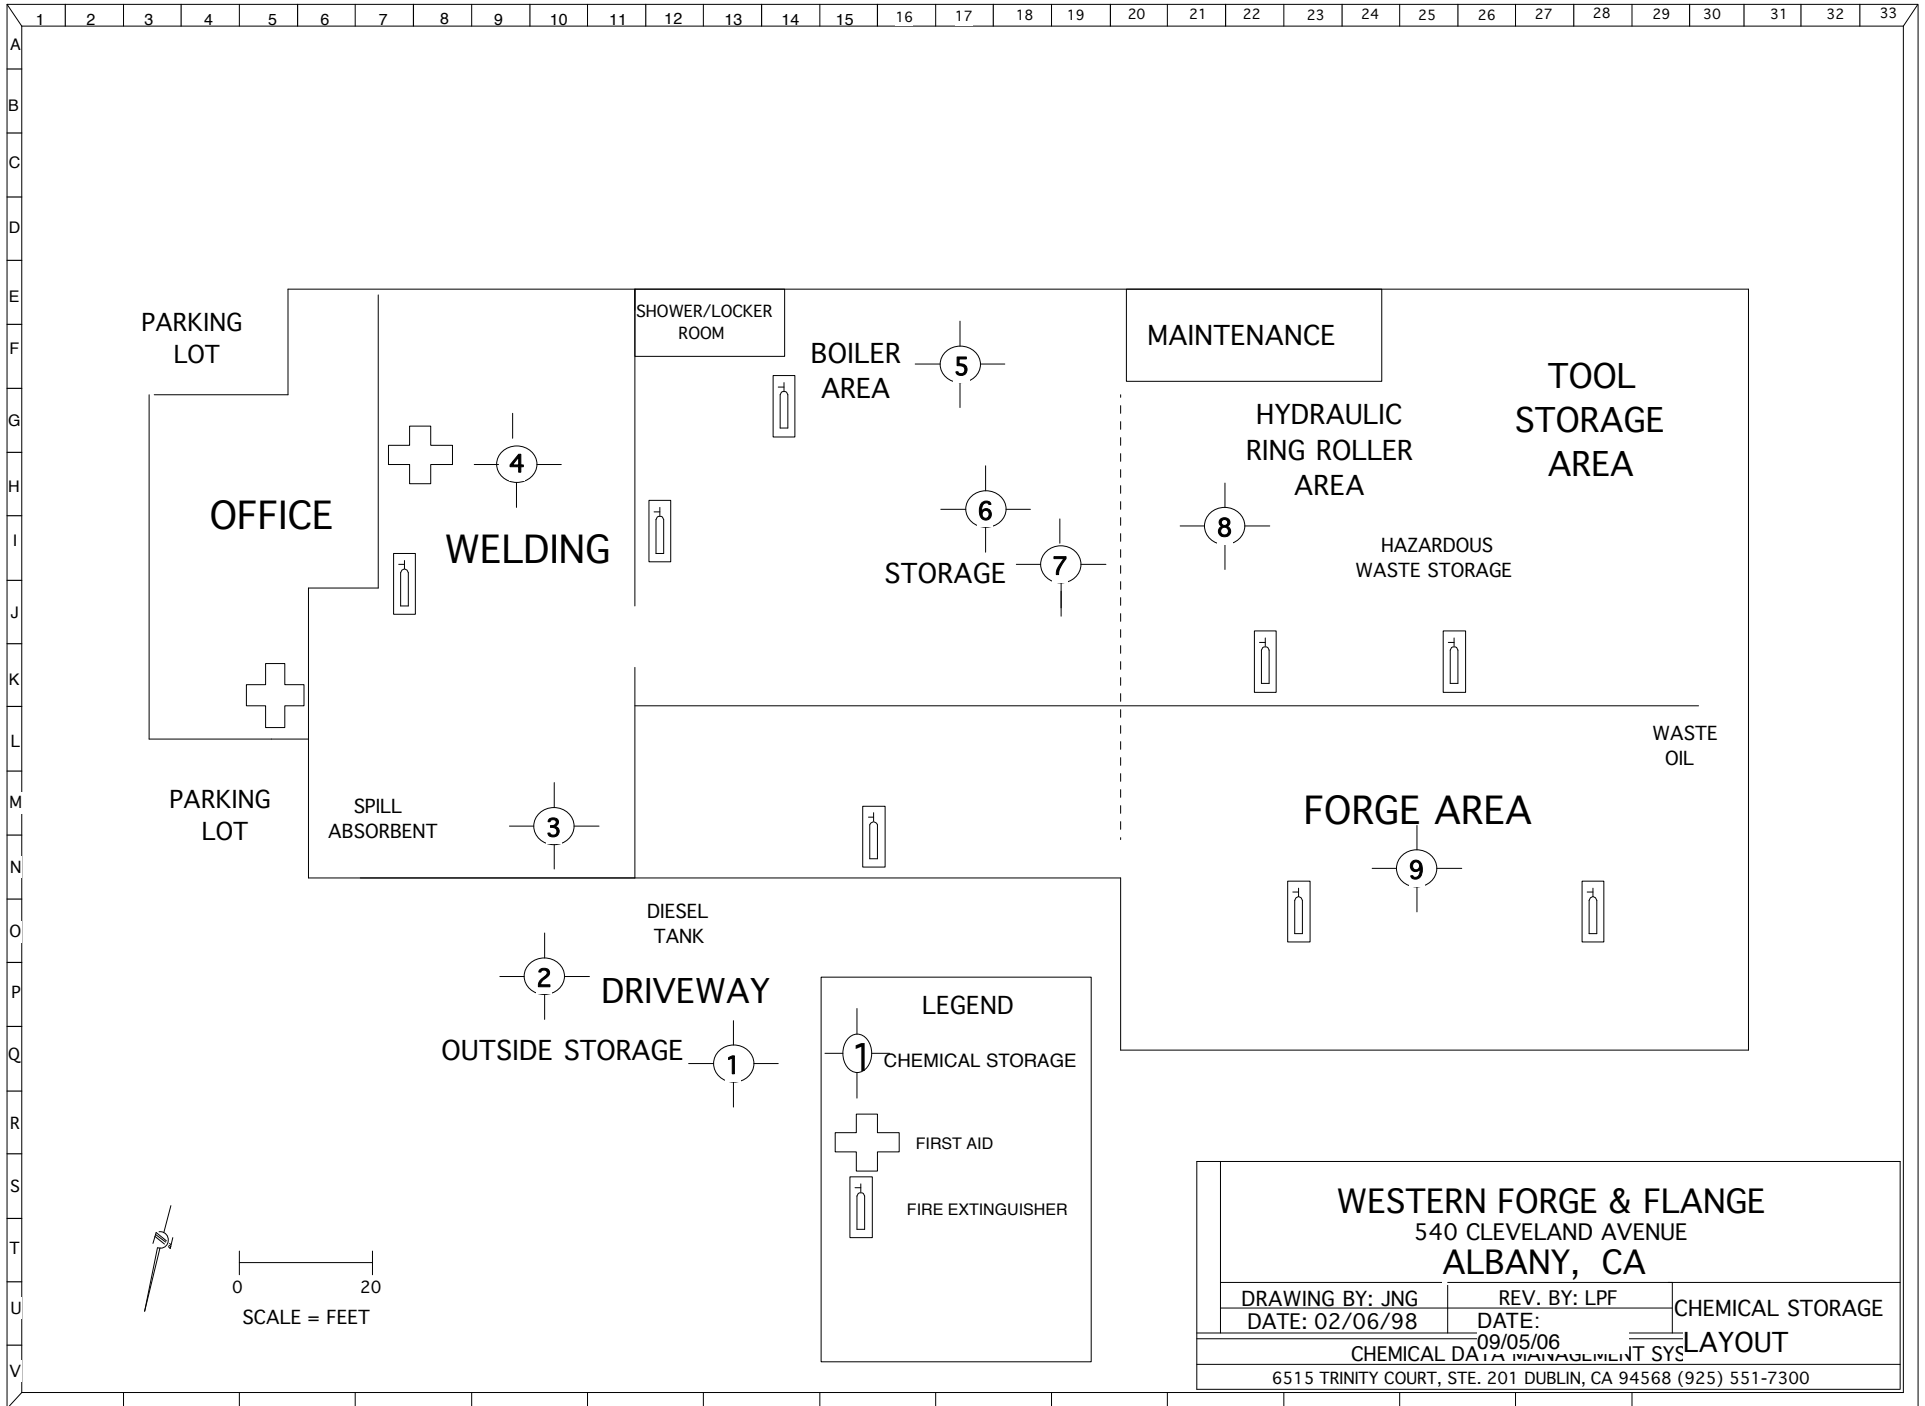 1 2 3 4 5 6 7 8 9 10 11 12 13 14 15 16 17 18 19 20 21 22 23 24 25 26 27 28 29 30 31 32 33
A
B
C
D
E
F
G
H
I
J
K
L
M
N
O
P
Q
R
S
T
U
V
PARKING
LOT
SHOWER/LOCKER
ROOM
BOILER
AREA
5
MAINTENANCE
TOOL
STORAGE
AREA
HYDRAULIC
RING ROLLER
AREA
4
OFFICE
WELDING
6
7
STORAGE
8
HAZARDOUS
WASTE STORAGE
WASTE
OIL
PARKING
LOT
SPILL
ABSORBENT
3
FORGE AREA
9
DIESEL
TANK
2
DRIVEWAY
OUTSIDE STORAGE
1
LEGEND
1 CHEMICAL STORAGE
FIRST AID
FIRE EXTINGUISHER
0 20
SCALE = FEET
WESTERN FORGE & FLANGE
540 CLEVELAND AVENUE
ALBANY, CA
DRAWING BY: JNG REV. BY: LPF
DATE: 02/06/98 DATE:
09/05/06
CHEMICAL STORAGE
LAYOUT
CHEMICAL DATA MANAGEMENT SYS
6515 TRINITY COURT, STE. 201 DUBLIN, CA 94568 (925) 551-7300